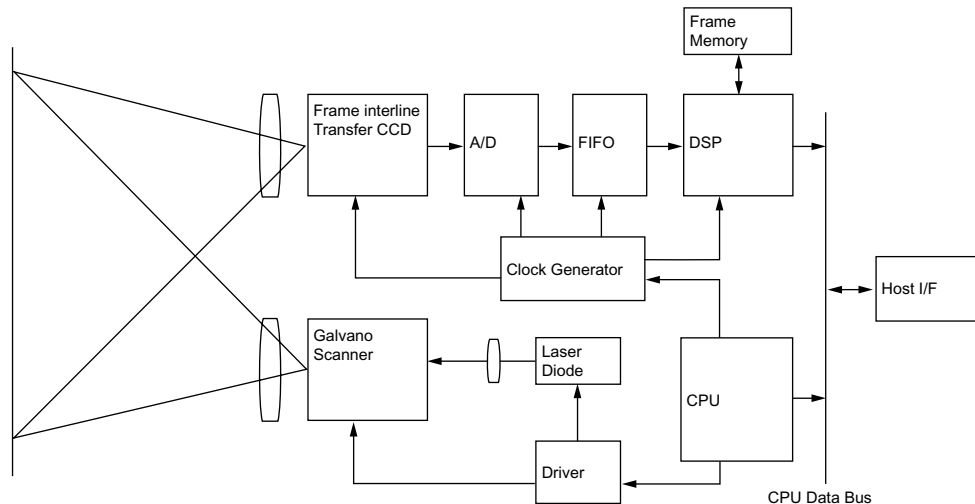 Frame
Memory
Frame interline
Transfer CCD
A/D
FIFO
DSP
Clock Generator
Host I/F
Galvano
Scanner
Laser
Diode
CPU
Driver
CPU Data Bus